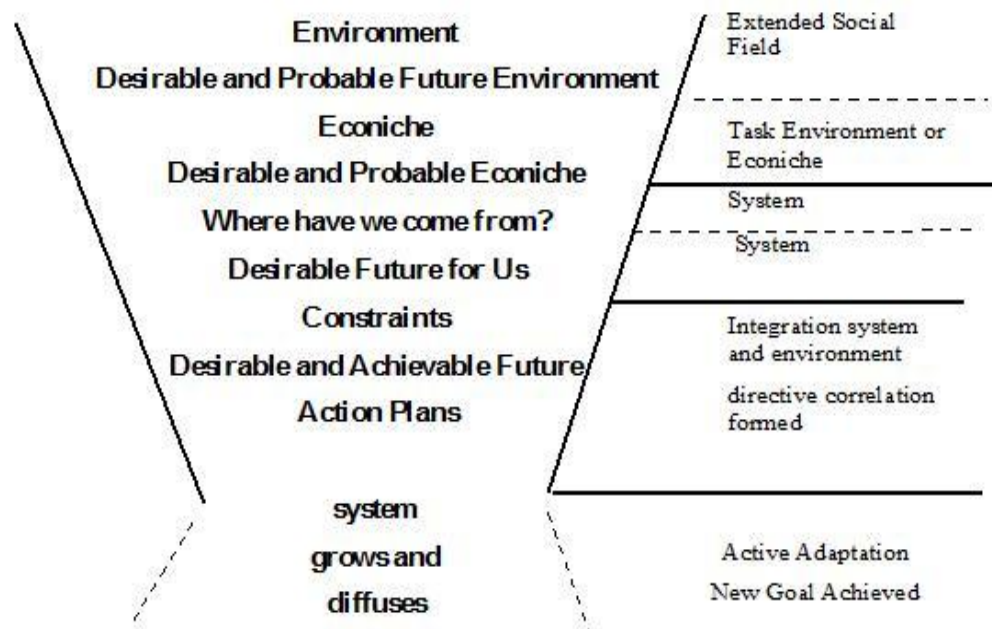 Environment
Desirable and Probable Future Environment
Econiche
Desirable and Probable Econiche
Where have we come from?
Desirable Future for Us
Constraints
Desirable and Achievable Future
Action Plans
system
grows and
diffuses
Extended Social
Field
Task Environment or
Econiche
System
System
Integration system
and environment
directive correlation
formed
Active Adaptation
New Goal Achieved